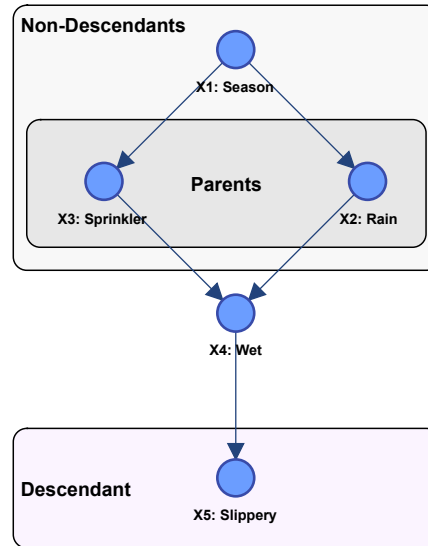 Non-Descendants
X1: Season
Parents
X3: Sprinkler
X2: Rain
X4: Wet
Descendant
X5: Slippery